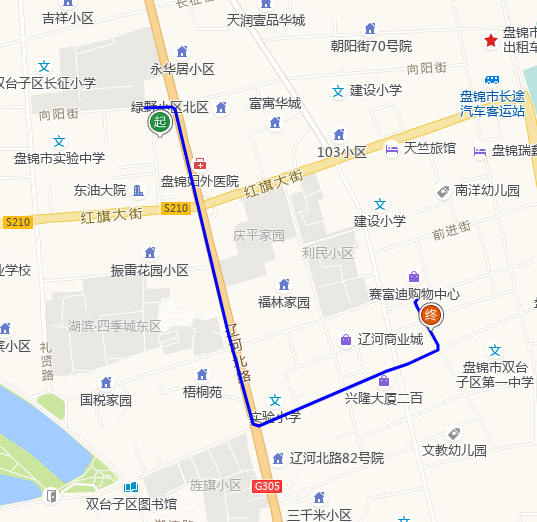 长征街
吉祥小区
天润壹品华城
朝阳街70号院
盘锦市
出租车
永华居小区
双台子区长征小学
向阳街
建设小学
盘锦市长途
汽车客运站
向阳街
绿野小区北区
富寓华城
起
103小区
天竺旅馆
盘锦瑞鑫
盘锦市实验中学
盘锦妇外医院
红旗大街
东油大院
南洋幼儿园
S210
S210
红旗大街
建设小学
前进街
庆平家园
利民小区
业学校
振雷花园小区
赛富迪购物中心
福林家园
终
湖滨·四季城东区
辽河北路
辽河商业城
宾小区
礼贤路
盘锦市双台
子区第一中学
国税家园
梧桐苑
兴隆大厦二百
实验小学
文教幼儿园
辽河北路82号院
旌旗小区
G305
双台子区图书馆
三千米小区